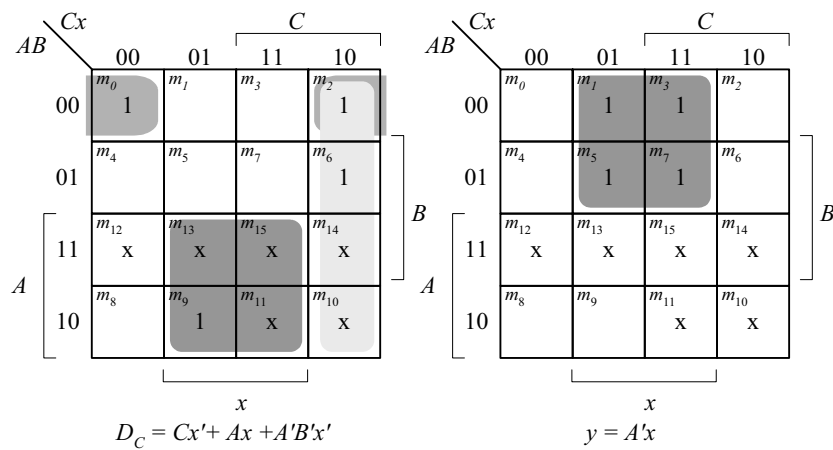 Cx C Cx C
AB AB
00 01 11 10 00 01 11 10
m0 m1 m3 m2 m0 m1 m3 m2
00 1 1 00 1 1
m4 m5 m7 m6 m4 m5 m7 m6
01 1 01 1 1
B B
m12 m13 m15 m14 m12 m13 m15 m14
11 x x x x 11 x x x x
A A
m8 m9 m11 m10 m8 m9 m11 m10
10 1 x x 10 x x
x x
D_C = Cx'+ Ax +A'B'x' y = A'x